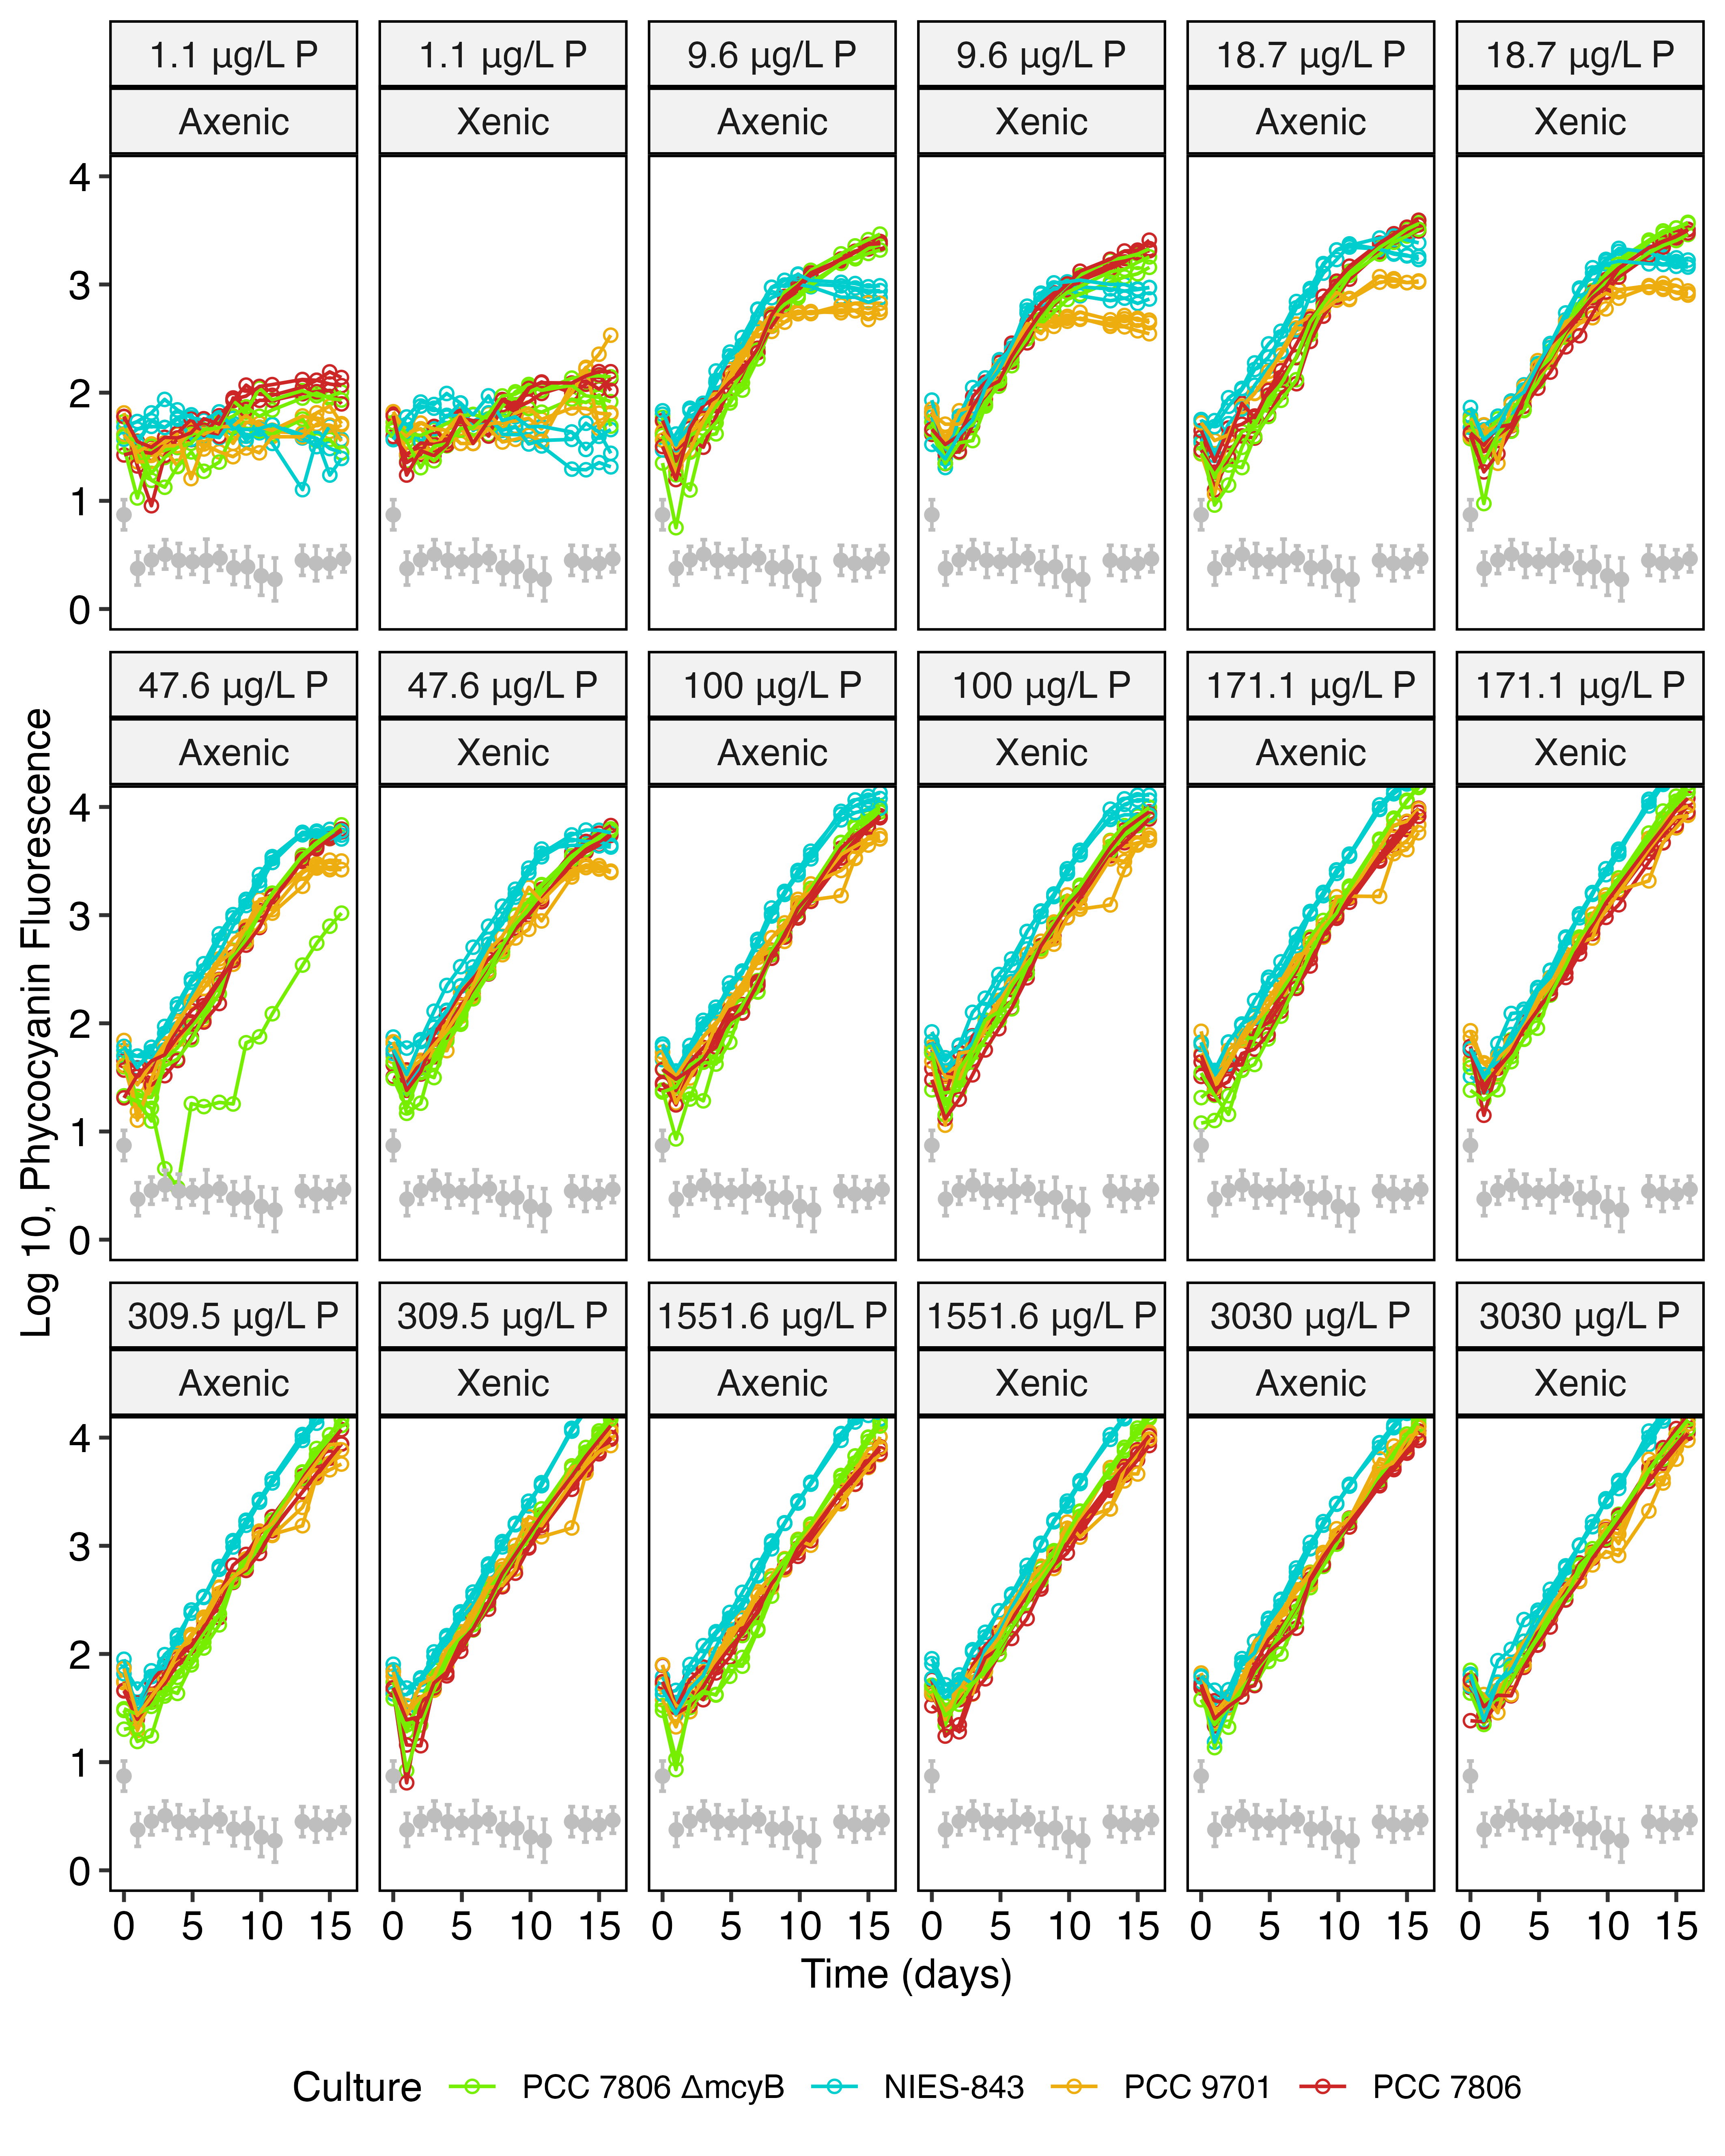 1.1 µg/L P 1.1 µg/L P 9.6 µg/L P 9.6 µg/L P 18.7 µg/L P 18.7 µg/L P
Axenic Xenic Axenic Xenic Axenic Xenic
4
3
2
1
0
47.6 µg/L P 47.6 µg/L P 100 µg/L P 100 µg/L P 171.1 µg/L P 171.1 µg/L P
Axenic Xenic Axenic Xenic Axenic Xenic
4
3
2
1
0
Log 10, Phycocyanin Fluorescence
309.5 µg/L P 309.5 µg/L P 1551.6 µg/L P 1551.6 µg/L P 3030 µg/L P 3030 µg/L P
Axenic Xenic Axenic Xenic Axenic Xenic
4
3
2
1
0
0 5 10 15 0 5 10 15 0 5 10 15 0 5 10 15 0 5 10 15 0 5 10 15
Time (days)
Culture PCC 7806 ΔmcyB NIES-843 PCC 9701 PCC 7806